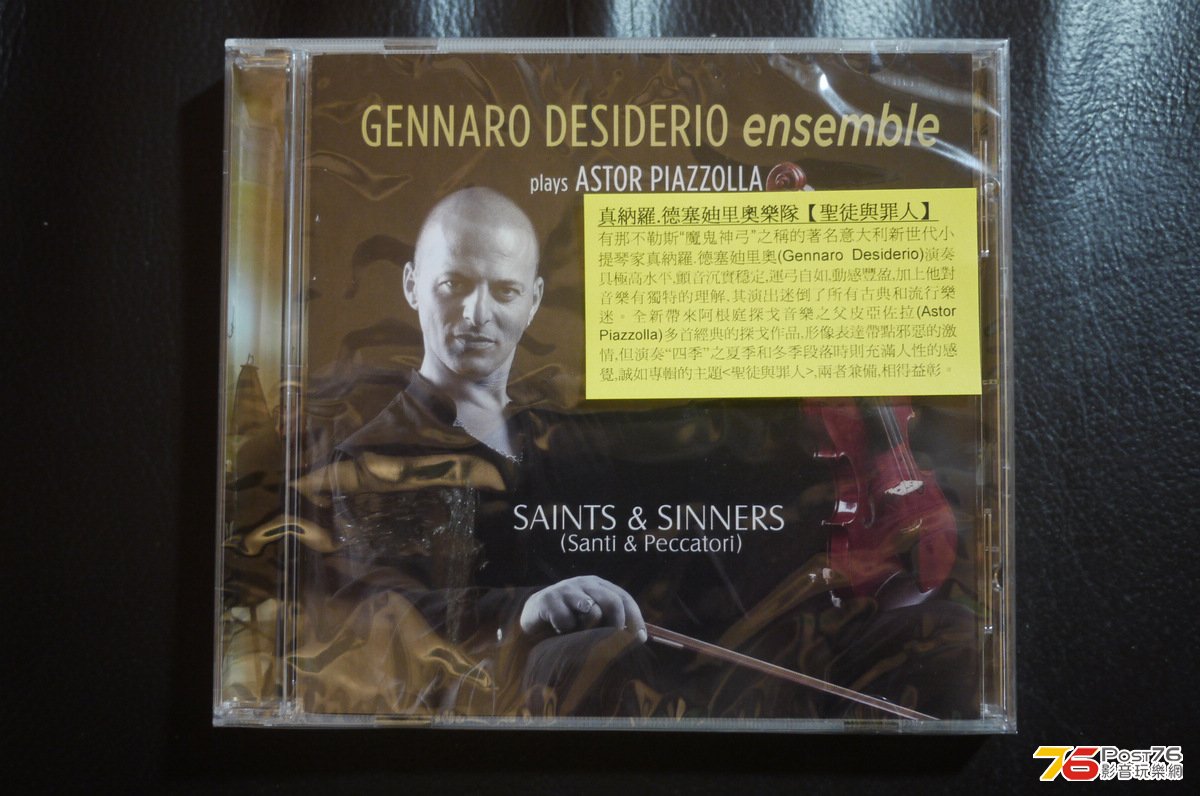 GENNARO DESIDERIO ensemble
plays ASTOR PIAZZOLLA
真納羅.德塞迪里奧樂隊【聖徒與罪人】
有那不勒斯“魔鬼神弓”之稱的著名意大利新世代小
提琴家真納羅.德塞迪里奧(Gennaro Desiderio)演奏
具極高水平,顫音沉實穩定,運弓自如,動感豐盈,加上他對
音樂有獨特的理解,其演出迷倒了所有古典和流行樂
迷。全新帶來阿根庭探戈音樂之父皮亞佐拉(Astor
Piazzolla)多首經典的探戈作品,形像表達帶點邪惡的激
情,但演奏“四季”之夏季和冬季段落時則充滿人性的感
覺,誠如專輯的主題<聖徒與罪人>,兩者兼備,相得益彰。
SAINTS & SINNERS
(Santi & Peccatori)
76 Post76
影音玩樂網